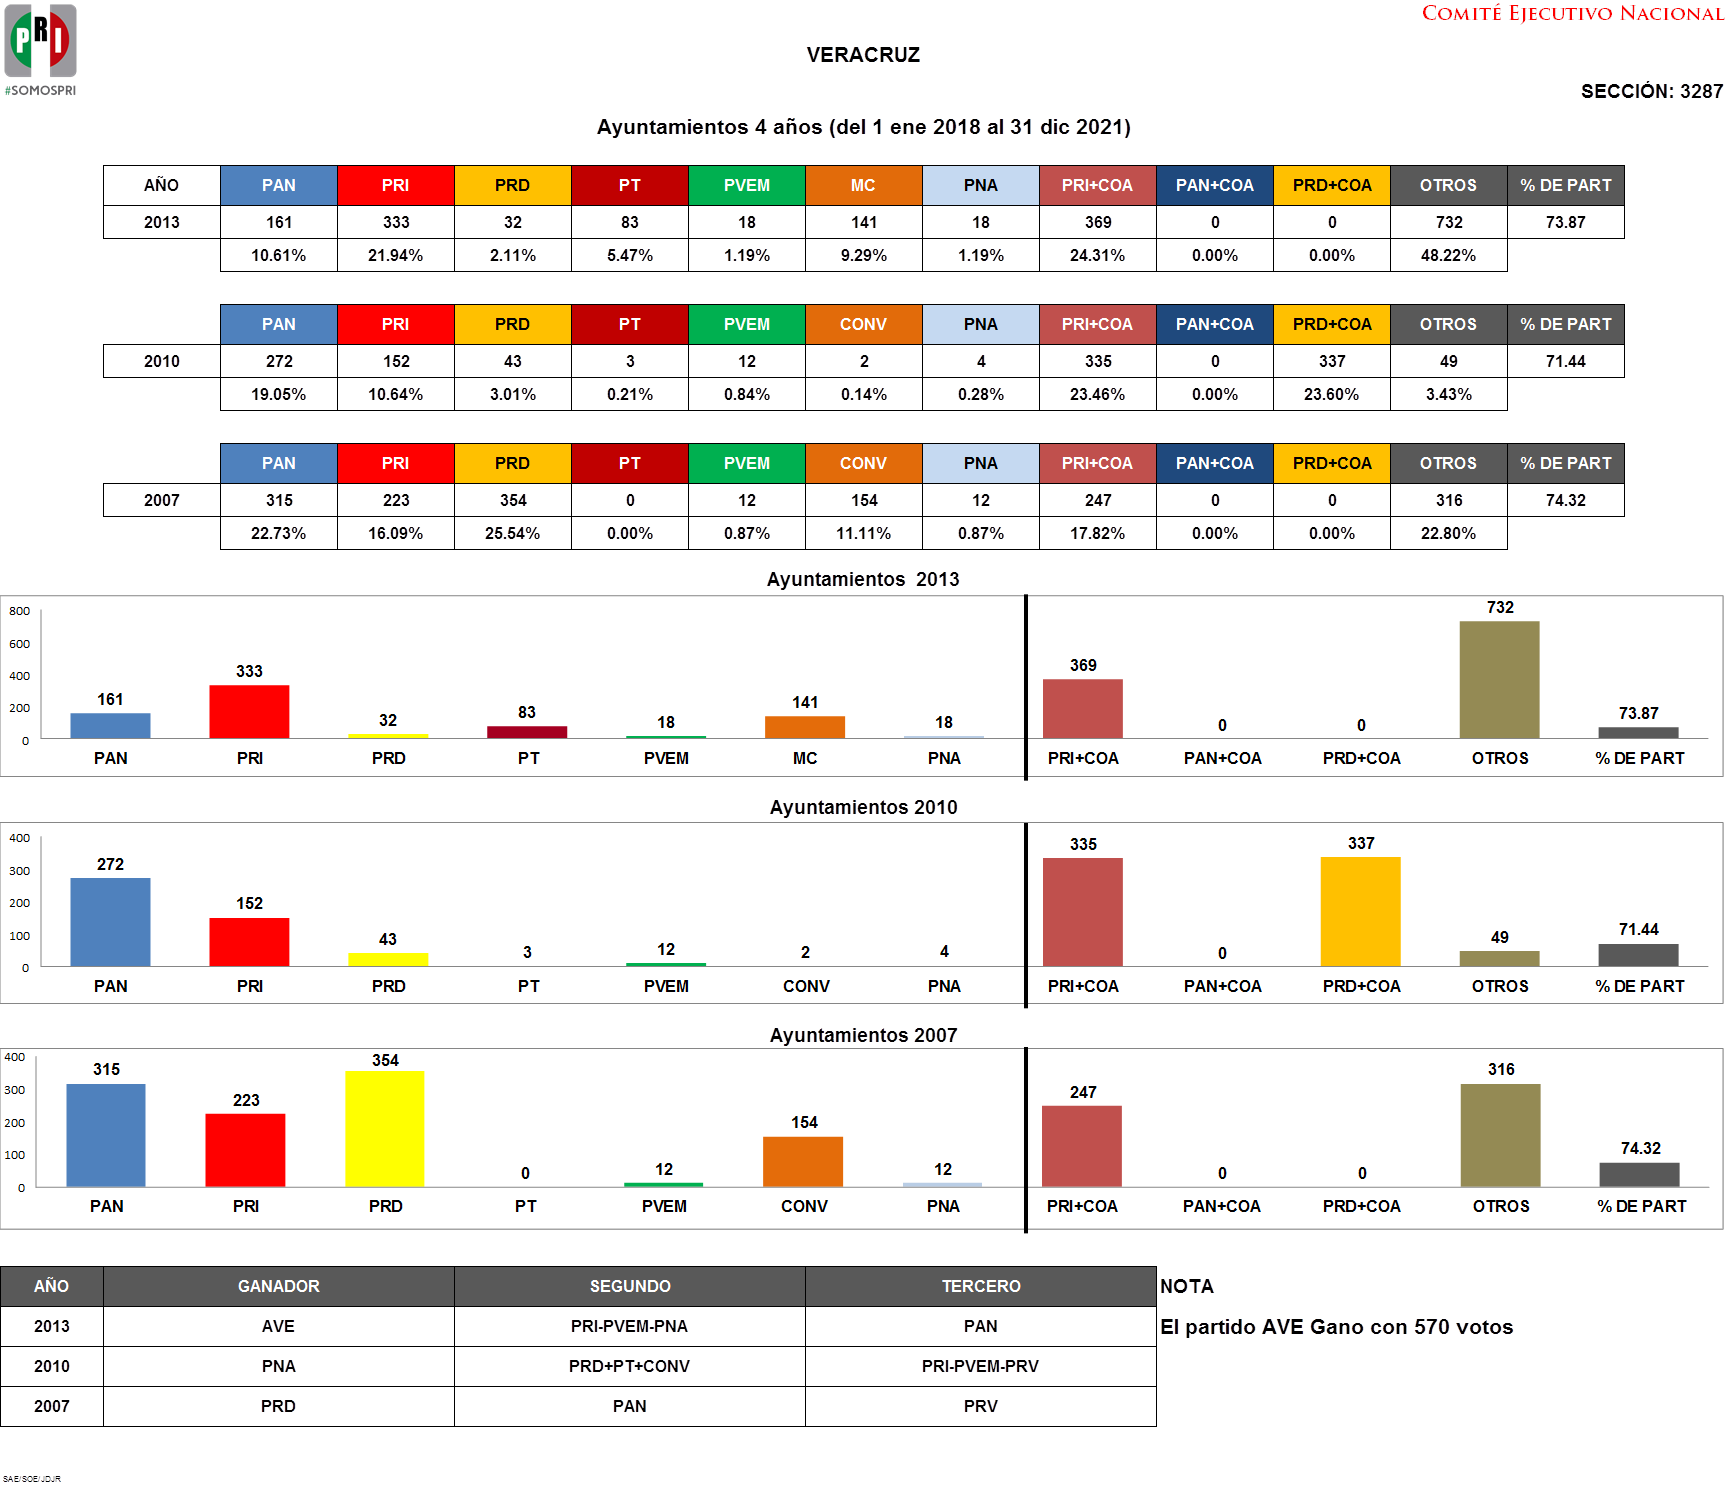 PRI
#SOMOSPRI
COMITÉ EJECUTIVO NACIONAL
VERACRUZ
SECCIÓN: 3287
Ayuntamientos 4 años (del 1 ene 2018 al 31 dic 2021)
AÑO PAN PRI PRD PT PVEM MC PNA PRI+COA PAN+COA PRD+COA OTROS % DE PART
2013 161 333 32 83 18 141 18 369 0 0 732 73.87
10.61% 21.94% 2.11% 5.47% 1.19% 9.29% 1.19% 24.31% 0.00% 0.00% 48.22%
PAN PRI PRD PT PVEM CONV PNA PRI+COA PAN+COA PRD+COA OTROS % DE PART
2010 272 152 43 3 12 2 4 335 0 337 49 71.44
19.05% 10.64% 3.01% 0.21% 0.84% 0.14% 0.28% 23.46% 0.00% 23.60% 3.43%
PAN PRI PRD PT PVEM CONV PNA PRI+COA PAN+COA PRD+COA OTROS % DE PART
2007 315 223 354 0 12 154 12 247 0 0 316 74.32
22.73% 16.09% 25.54% 0.00% 0.87% 11.11% 0.87% 17.82% 0.00% 0.00% 22.80%
Ayuntamientos 2013
800
600
400
200
0
161 333 32 83 18 141 18 369 0 0 732 73.87
PAN PRI PRD PT PVEM MC PNA PRI+COA PAN+COA PRD+COA OTROS % DE PART
Ayuntamientos 2010
400
300
200
100
0
272 152 43 3 12 2 4 335 0 337 49 71.44
PAN PRI PRD PT PVEM CONV PNA PRI+COA PAN+COA PRD+COA OTROS % DE PART
Ayuntamientos 2007
400
300
200
100
0
315 223 354 0 12 154 12 247 0 0 316 74.32
PAN PRI PRD PT PVEM CONV PNA PRI+COA PAN+COA PRD+COA OTROS % DE PART
AÑO GANADOR SEGUNDO TERCERO NOTA
2013 AVE PRI-PVEM-PNA PAN El partido AVE Gano con 570 votos
2010 PNA PRD+PT+CONV PRI-PVEM-PRV
2007 PRD PAN PRV
SAE/SOE/JDJR